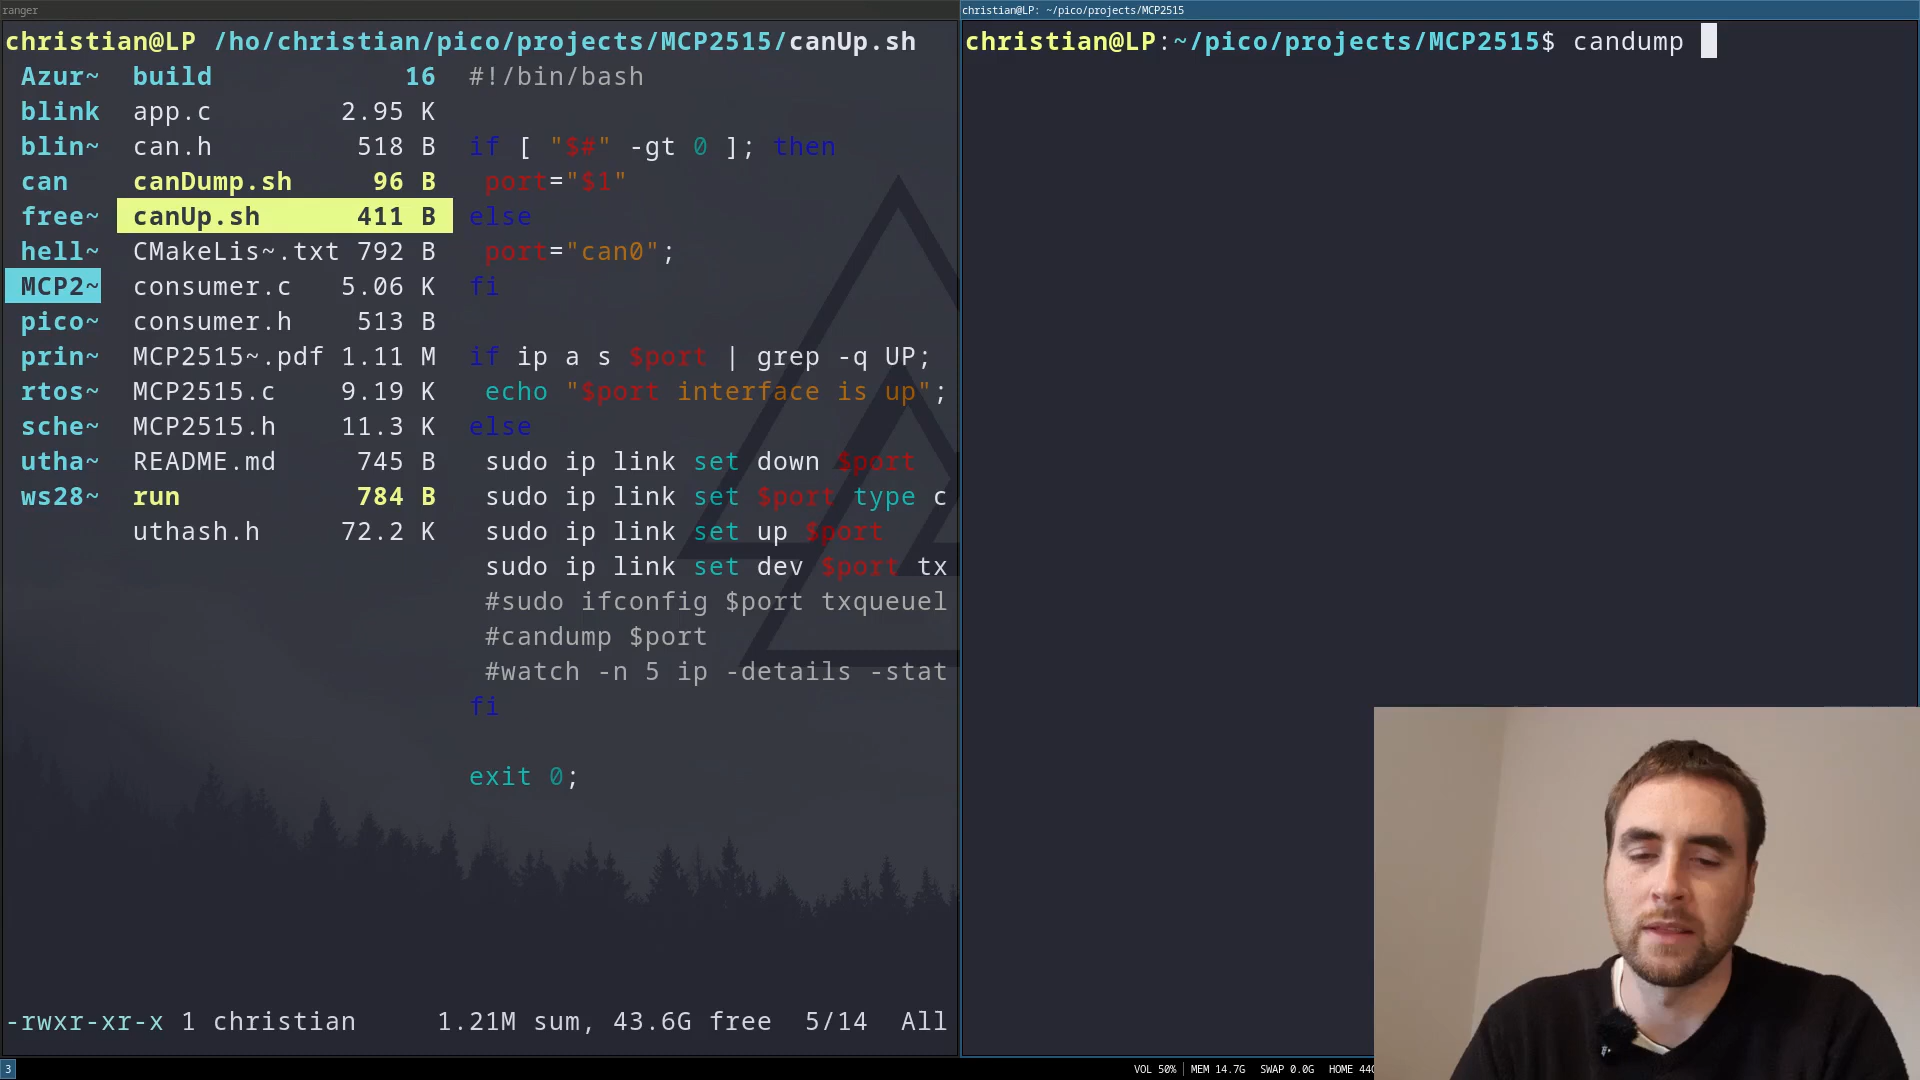 ranger
christian@LP /ho/christian/pico/projects/MCP2515/canUp.sh
Azur~ build 16
blink app.c 2.95 K
blin~ can.h 518 B
can canDump.sh 96 B
free~ canUp.sh 411 B
hell~ CMakeLis~.txt 792 B
MCP2~ consumer.c 5.06 K
pico~ consumer.h 513 B
prin~ MCP2515~.pdf 1.11 M
rtos~ MCP2515.c 9.19 K
sche~ MCP2515.h 11.3 K
utha~ README.md 745 B
ws28~ run 784 B
uthash.h 72.2 K
#!/bin/bash
if [ "$#" -gt 0 ]; then
port="$1"
else
port="can0";
fi
if ip a s $port | grep -q UP;
echo "$port interface is up";
else
sudo ip link set down $port
sudo ip link set $port type c
sudo ip link set up $port
sudo ip link set dev $port tx
#sudo ifconfig $port txqueuel
#candump $port
#watch -n 5 ip -details -stat
fi
exit 0;
-rwxr-xr-x 1 christian 1.21M sum, 43.6G free 5/14 All
christian@LP: ~/pico/projects/MCP2515
christian@LP:~/pico/projects/MCP2515$ candump
3
VOL 50% | MEM 14.7G SWAP 0.0G HOME 44G